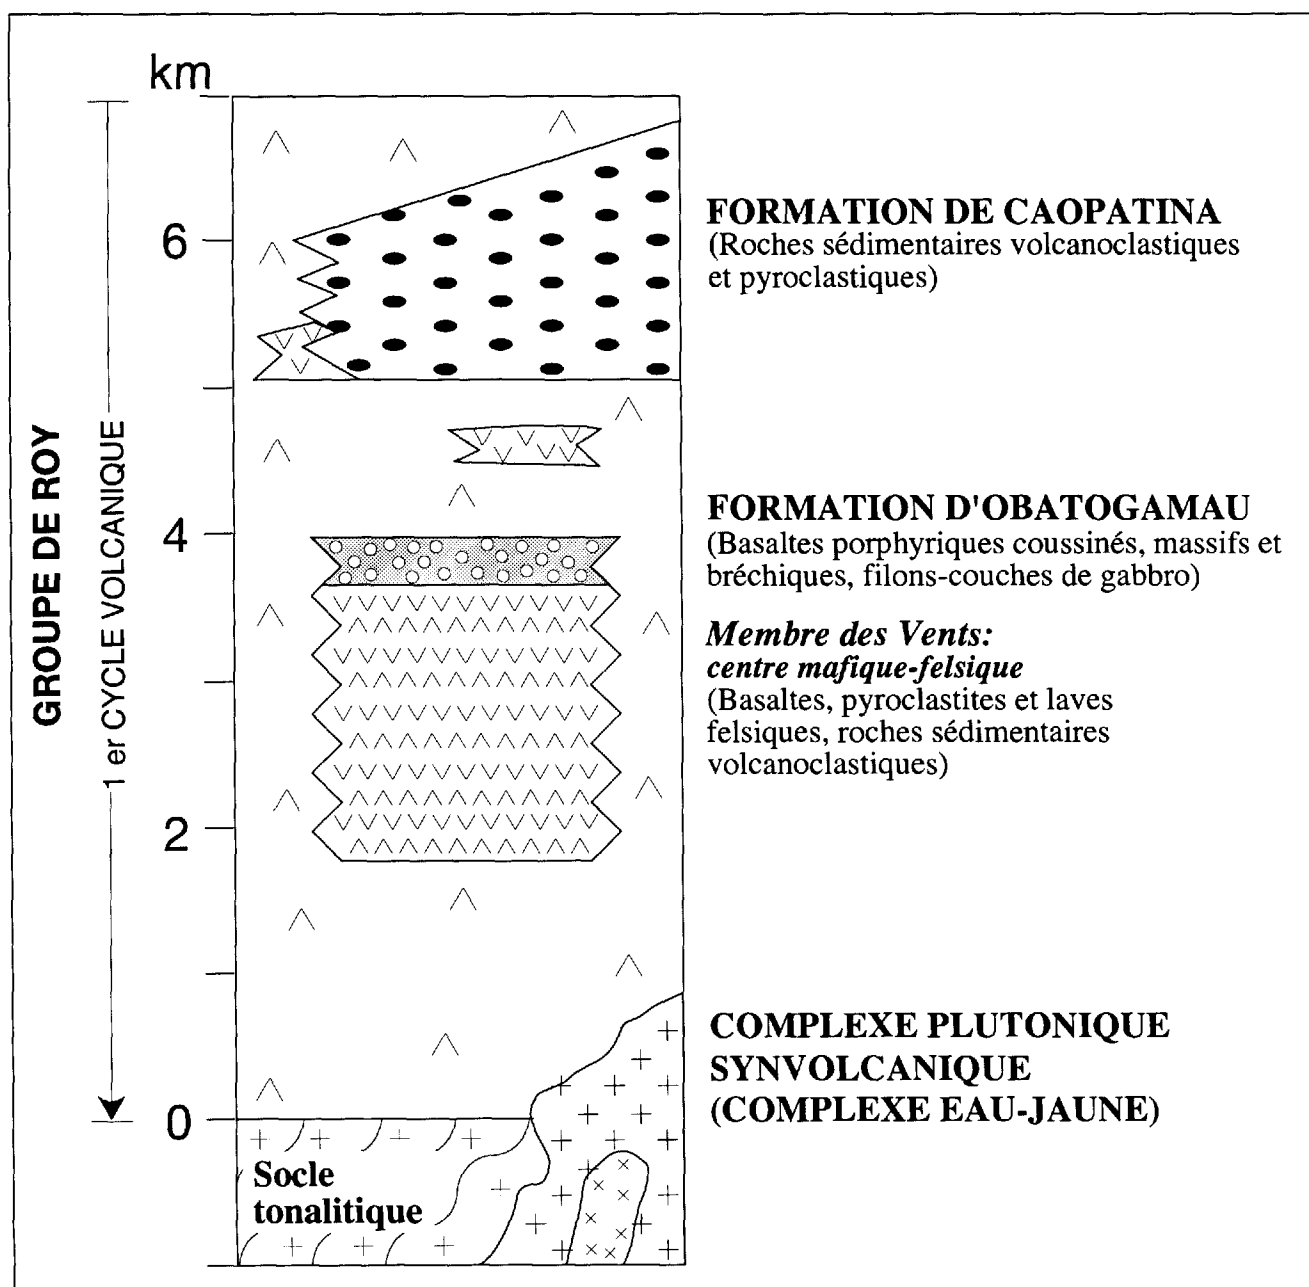 km
6
4
2
0
GROUPE DE ROY
1 er CYCLE VOLCANIQUE
FORMATION DE CAOPATINA
(Roches sédimentaires volcanoclastiques
et pyroclastiques)
FORMATION D'OBATOGAMAU
(Basaltes porphyriques coussinés, massifs et
bréchiques, filons-couches de gabbro)
Membre des Vents:
centre mafique-felsique
(Basaltes, pyroclastites et laves
felsiques, roches sédimentaires
volcanoclastiques)
COMPLEXE PLUTONIQUE
SYNVOLCANIQUE
(COMPLEXE EAU-JAUNE)
Socle
tonalitique